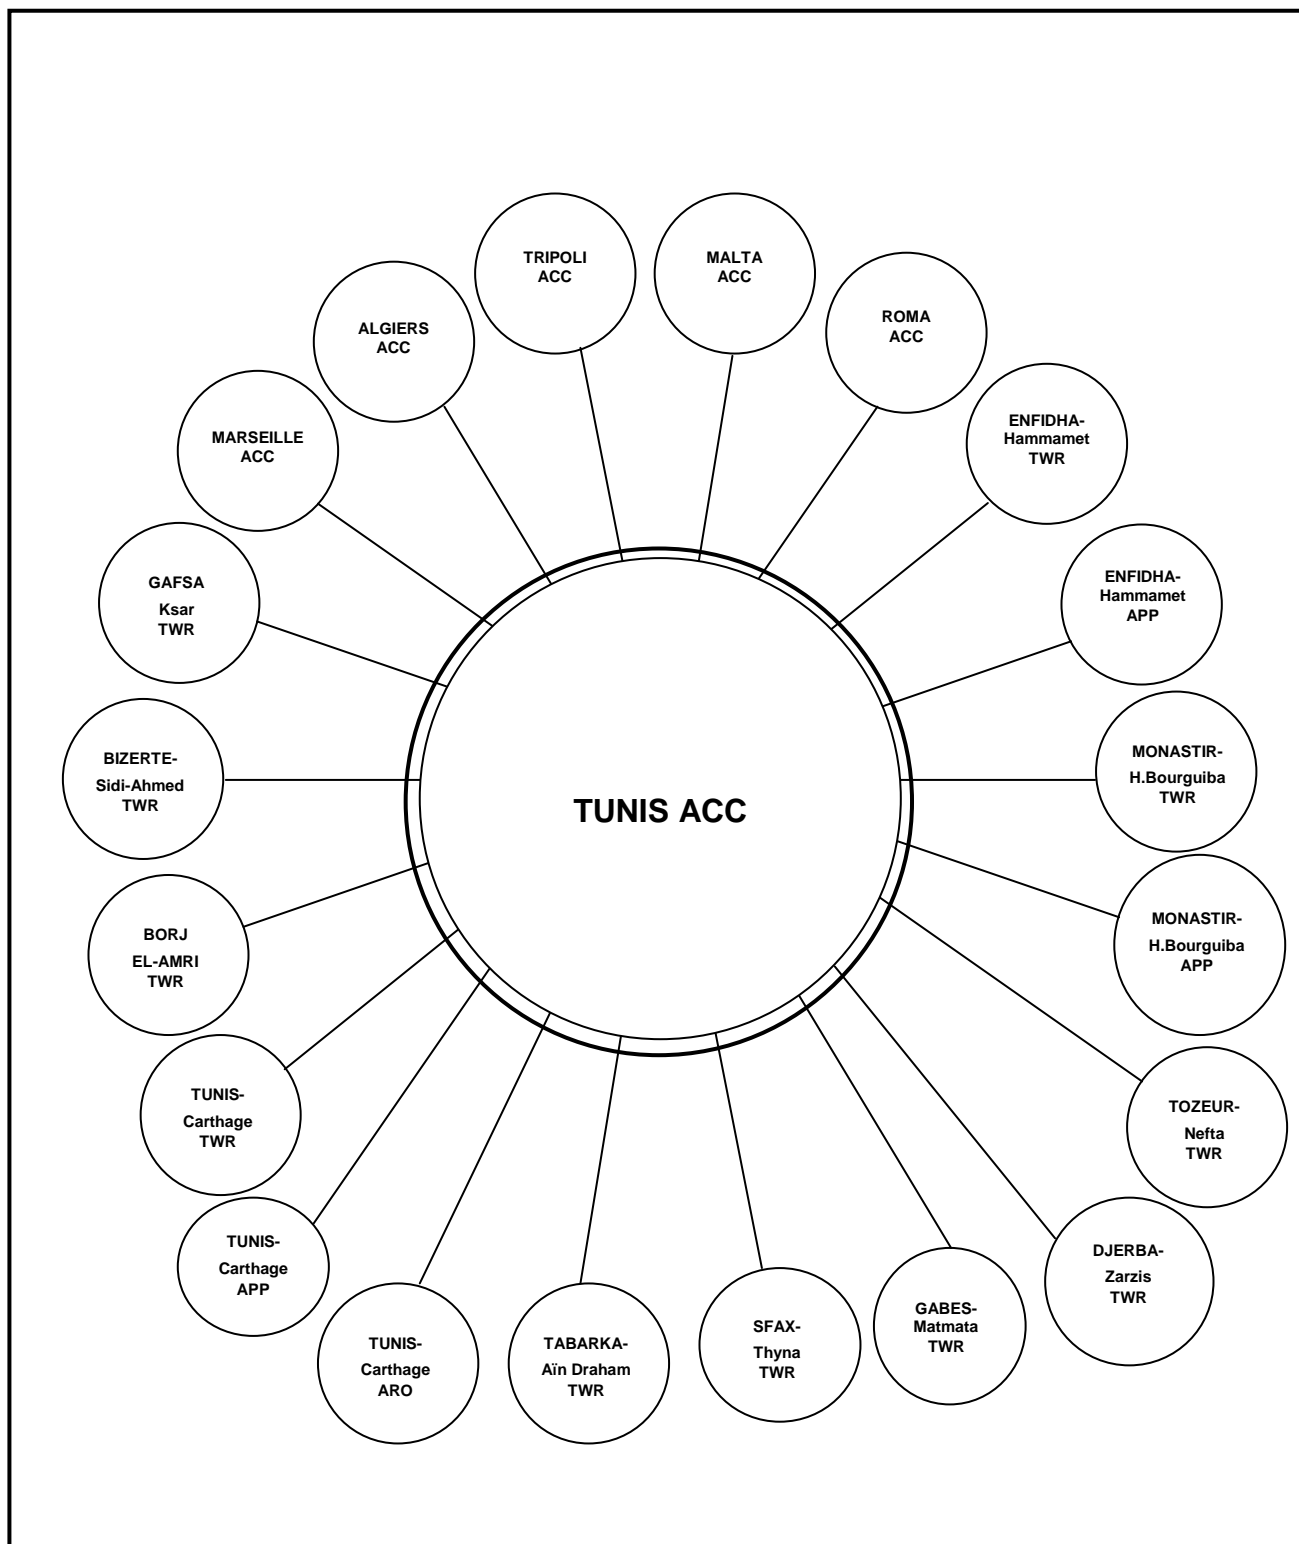 TRIPOLI
ACC
MALTA
ACC
ROMA
ACC
ALGIERS
ACC
MARSEILLE
ACC
ENFIDHA-
Hammamet
TWR
GAFSA
Ksar
TWR
ENFIDHA-
Hammamet
APP
BIZERTE-
Sidi-Ahmed
TWR
MONASTIR-
H.Bourguiba
TWR
TUNIS ACC
BORJ
EL-AMRI
TWR
MONASTIR-
H.Bourguiba
APP
TUNIS-
Carthage
TWR
TOZEUR-
Nefta
TWR
TUNIS-
Carthage
APP
DJERBA-
Zarzis
TWR
TUNIS-
Carthage
ARO
TABARKA-
Aïn Draham
TWR
SFAX-
Thyna
TWR
GABES-
Matmata
TWR